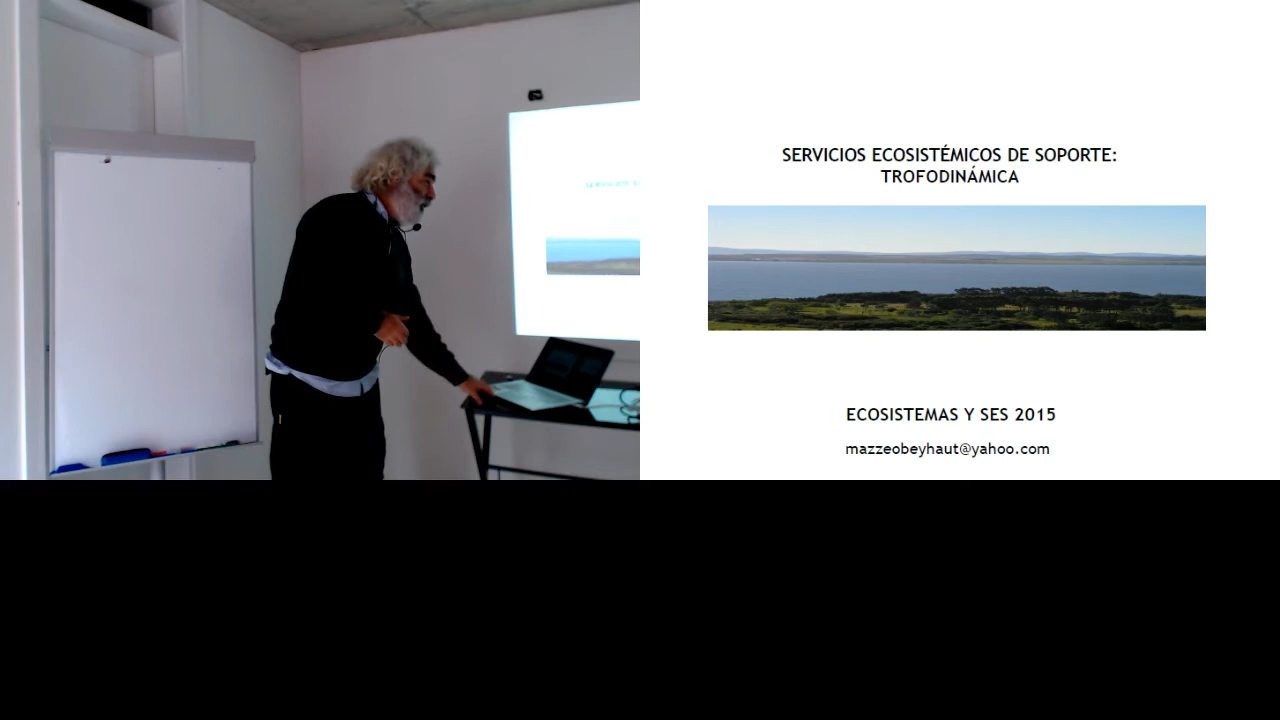 SERVICIOS ECOSISTÉMICOS DE SOPORTE:
TROFODINÁMICA
ECOSISTEMAS Y SES 2015
mazzeobeyhaut@yahoo.com